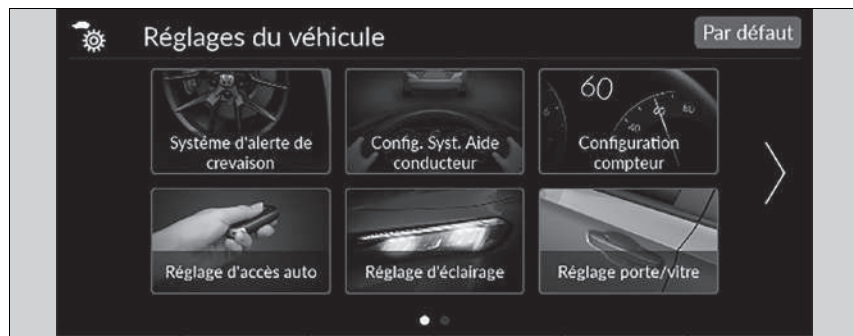 Réglages du véhicule
Par défaut
Systéme d'alerte de
crevaison
Config. Syst. Aide
conducteur
60
Configuration
compteur
Réglage d'accès auto
Réglage d'éclairage
Réglage porte/vitre